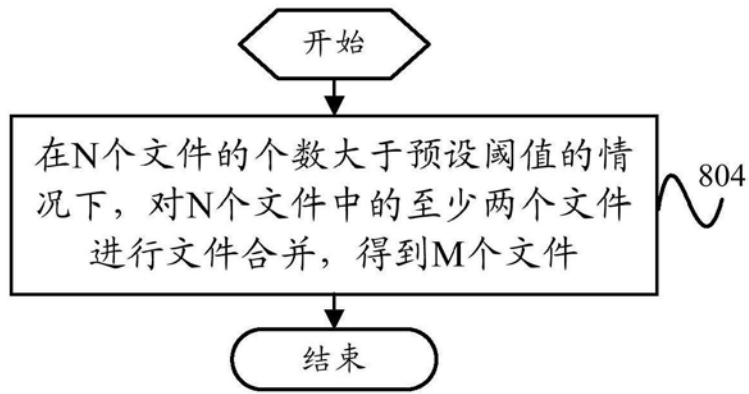 开始
在N个文件的个数大于预设阈值的情
况下，对N个文件中的至少两个文件
进行文件合并，得到M个文件
804
结束